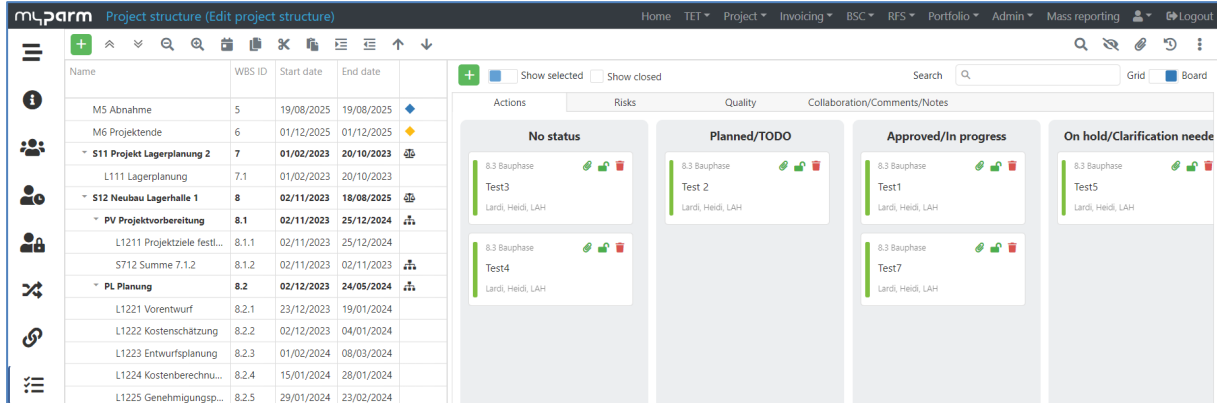 myparm Project structure (Edit project structure) Home TET Project Invoicing BSC RFS Portfolio Admin Mass reporting Logout
Name WBS ID Start date End date
M5 Abnahme 5 19/08/2025 19/08/2025
M6 Projektende 6 01/12/2025 01/12/2025
S11 Projekt Lagerplanung 2 7 01/02/2023 20/10/2023
L111 Lagerplanung 7.1 01/02/2023 20/10/2023
S12 Neubau Lagerhalle 1 8 02/11/2023 18/08/2025
PV Projektvorbereitung 8.1 02/11/2023 25/12/2024
L1211 Projektziele festl... 8.1.1 02/11/2023 25/12/2024
S712 Summe 7.1.2 8.1.2 02/11/2023 02/11/2023
PL Planung 8.2 02/12/2023 24/05/2024
L1221 Vorentwurf 8.2.1 23/12/2023 19/01/2024
L1222 Kostenschätzung 8.2.2 02/12/2023 04/01/2024
L1223 Entwurfsplanung 8.2.3 01/02/2024 08/03/2024
L1224 Kostenberechnu... 8.2.4 15/01/2024 28/01/2024
L1225 Genehmigungsp... 8.2.5 29/01/2024 23/02/2024
Show selected Show closed Search Grid Board
Actions Risks Quality Collaboration/Comments/Notes
No status
8.3 Bauphase
Test3
Lardi, Heidi, LAH
8.3 Bauphase
Test4
Lardi, Heidi, LAH
Planned/TODO
8.3 Bauphase
Test 2
Lardi, Heidi, LAH
Approved/In progress
8.3 Bauphase
Test1
Lardi, Heidi, LAH
8.3 Bauphase
Test7
Lardi, Heidi, LAH
On hold/Clarification neede
8.3 Bauphase
Test5
Lardi, Heidi, LAH